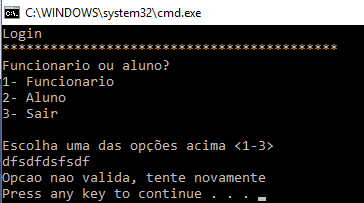 C:\WINDOWS\system32\cmd.exe
Login
******************************************
Funcionario ou aluno?
1- Funcionario
2- Aluno
3- Sair
Escolha uma das opções acima <1-3>
dfsdfdsfsdf
Opcao nao valida, tente novamente
Press any key to continue . . .